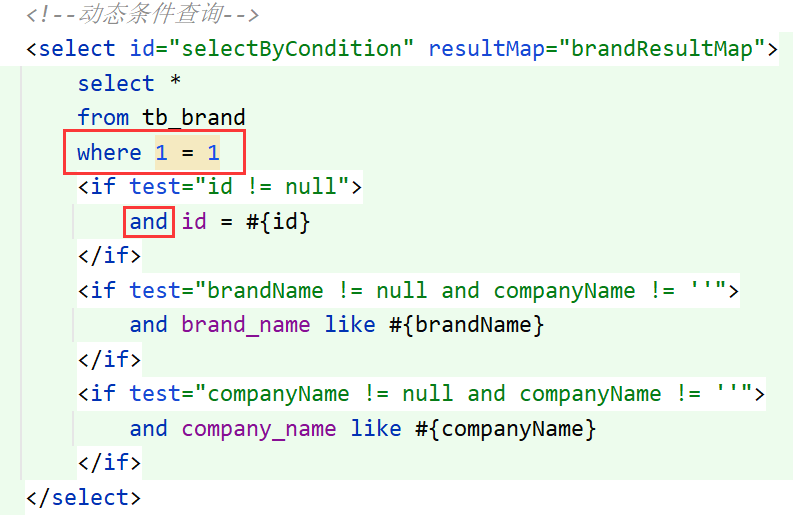 <!--动态条件查询-->
<select id="selectByCondition" resultMap="brandResultMap">
select *
from tb_brand
where 1 = 1
<if test="id != null">
and id = #{id}
</if>
<if test="brandName != null and companyName != ''">
and brand_name like #{brandName}
</if>
<if test="companyName != null and companyName != ''">
and company_name like #{companyName}
</if>
</select>